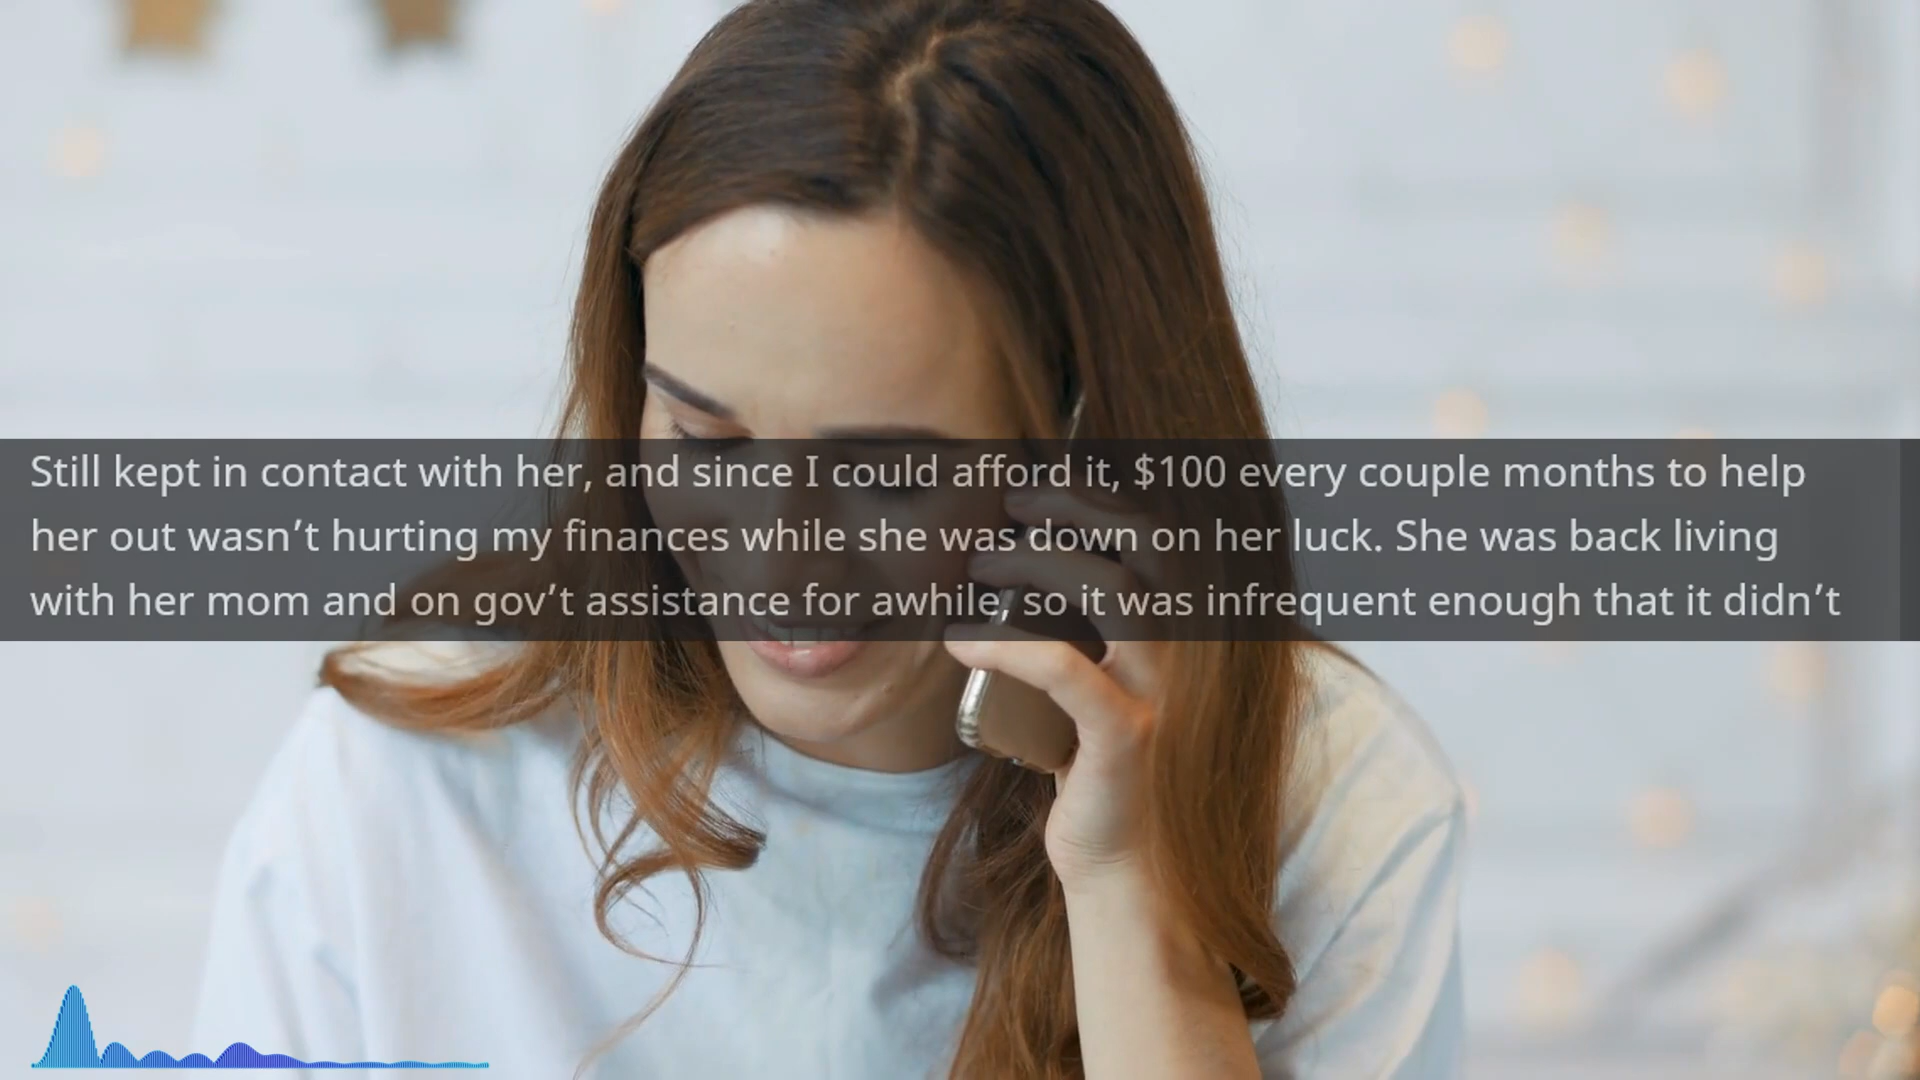 Still kept in contact with her, and since I could afford it, $100 every couple months to help
her out wasn’t hurting my finances while she was down on her luck. She was back living
with her mom and on gov’t assistance for awhile, so it was infrequent enough that it didn’t